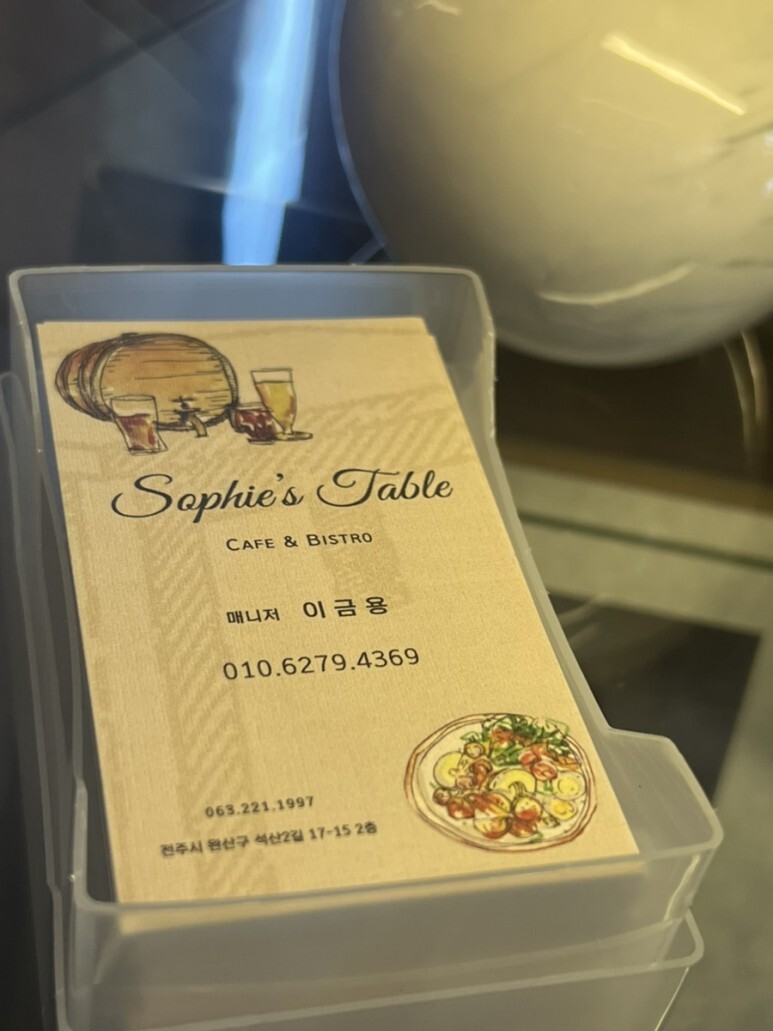 Sophie's Table
CAFE & BISTRO
매니저 이금용
010.6279.4369
063.221.1997
전주시 완산구 석산2길 17-15 2층